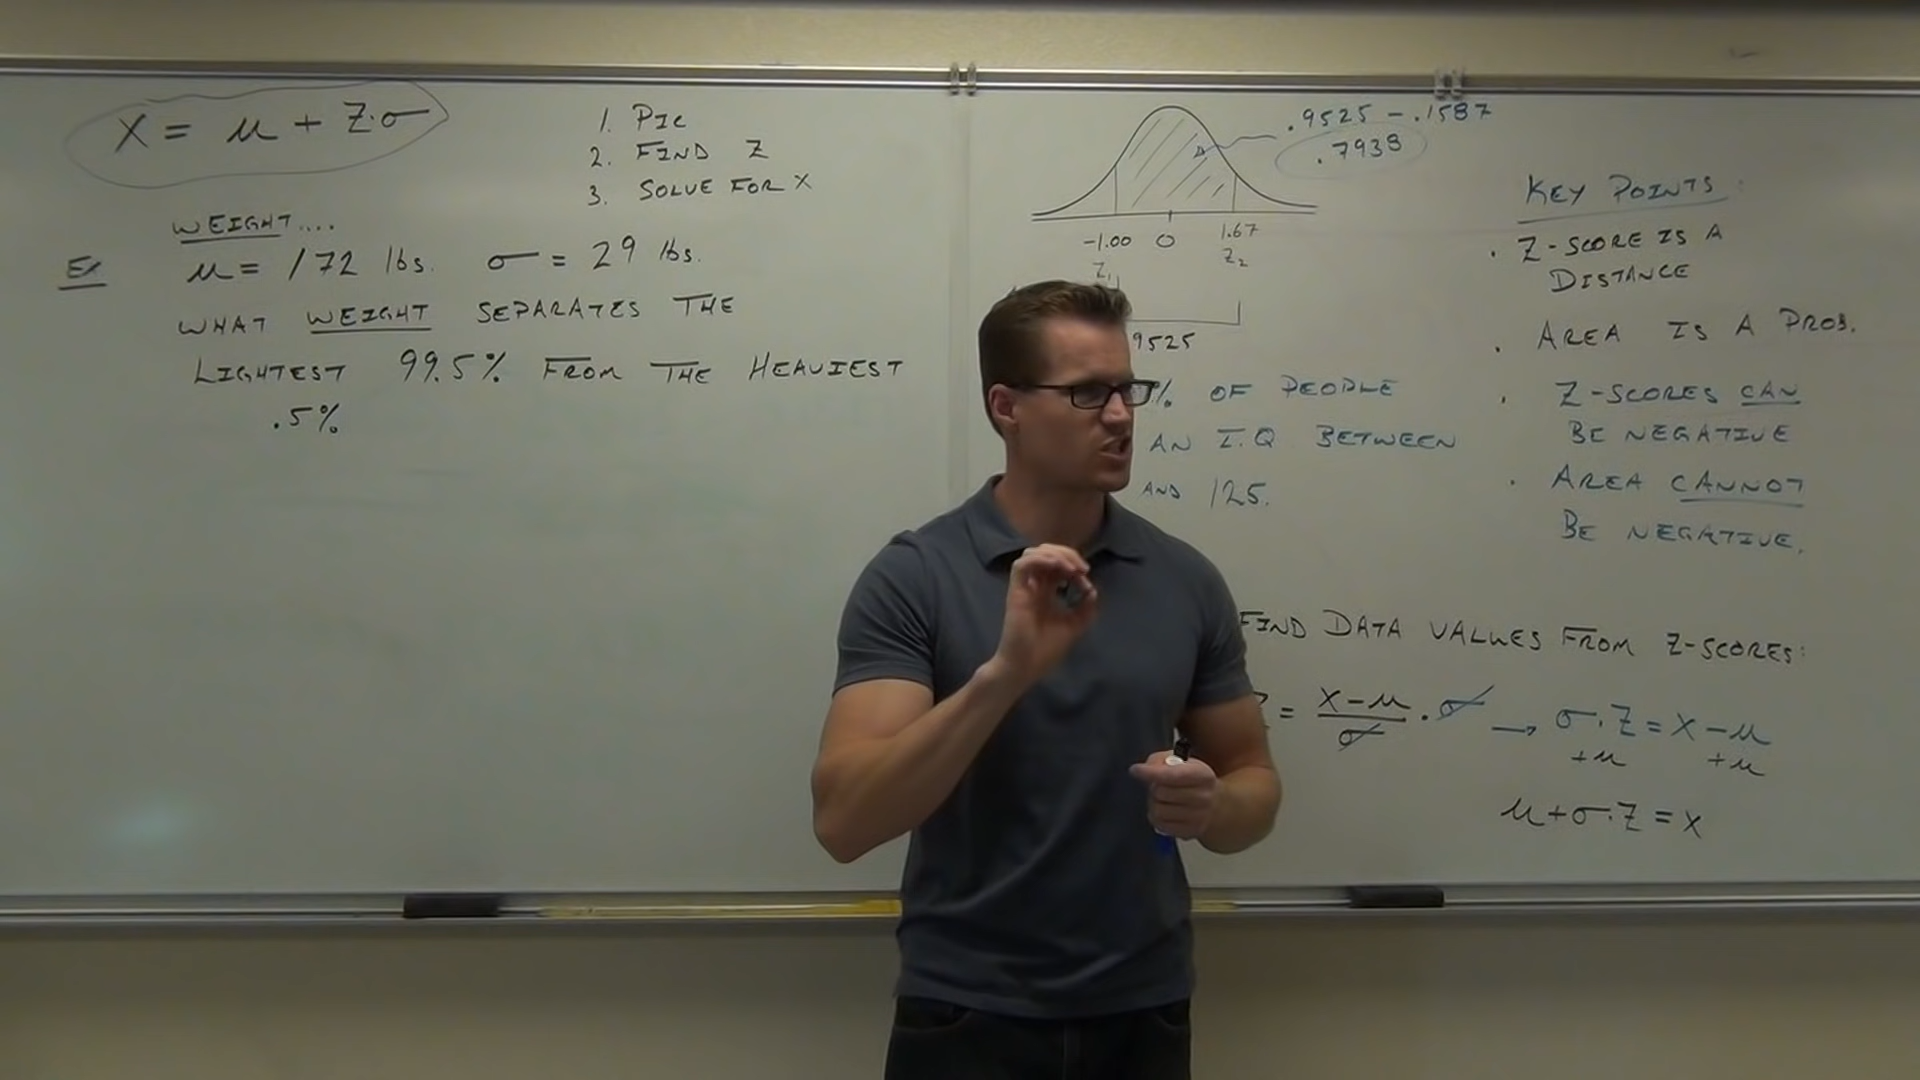 X = μ + Z·σ
1. PIC
2. FIND Z
3. SOLVE FOR X
WEIGHT....
EX μ = 172 lbs. σ = 29 lbs.
WHAT WEIGHT SEPARATES THE
LIGHTEST 99.5% FROM THE HEAVIEST
.5%
.9525 - .1587
.7938
-1.00 0 1.67
Z₁ Z₂
9525
% OF PEOPLE
AN I.Q BETWEEN
AND 125.
KEY POINTS:
· Z-SCORE IS A
DISTANCE
· AREA IS A PROB.
· Z-SCORES CAN
BE NEGATIVE
· AREA CANNOT
BE NEGATIVE.
FIND DATA VALUES FROM Z-SCORES:
Z = X-μ/σ · σ → σ·Z = X-μ
+μ +μ
μ+σ·Z = X